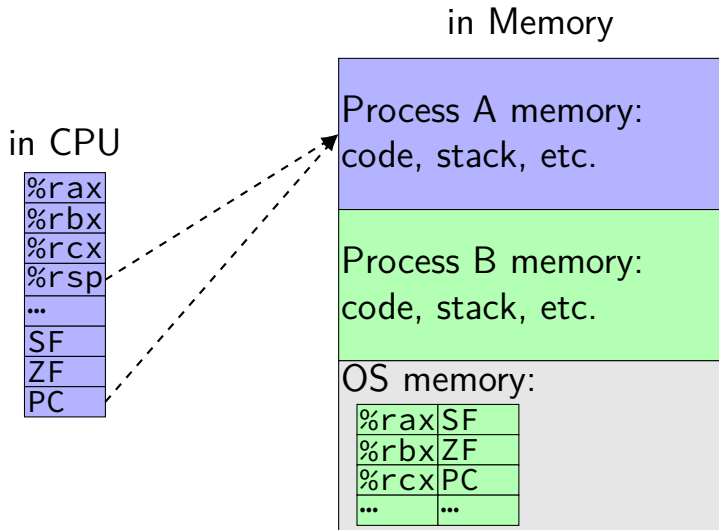 in Memory
in CPU
%rax
%rbx
%rcx
%rsp
…
SF
ZF
PC
Process A memory:
code, stack, etc.
Process B memory:
code, stack, etc.
OS memory:
%rax SF
%rbx ZF
%rcx PC
… …